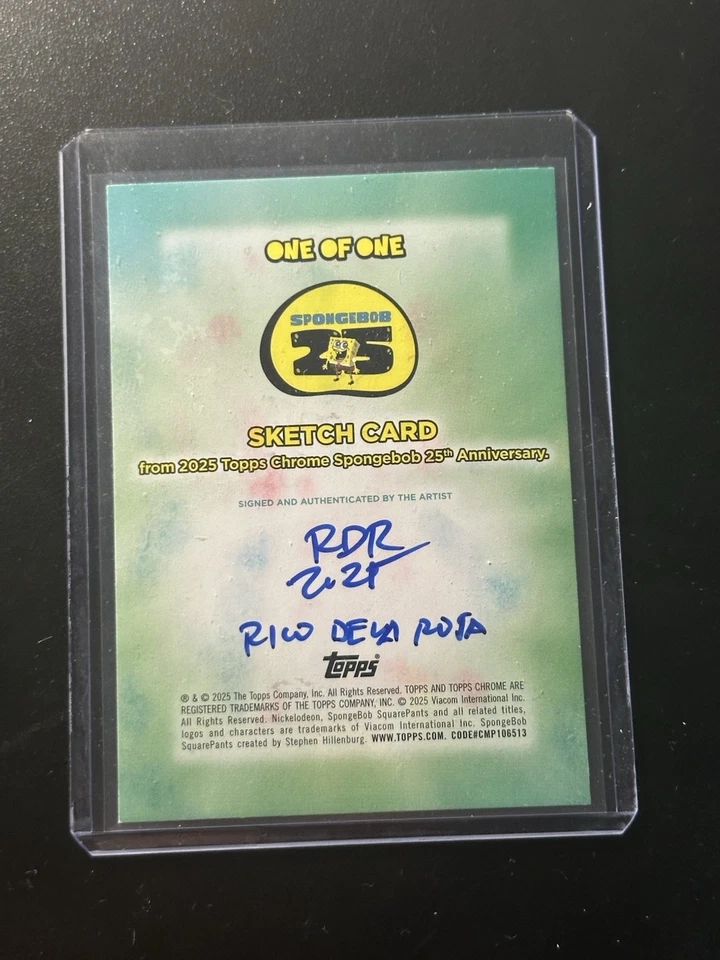 ONE OF ONE
SPONGEBOB
25
SKETCH CARD
from 2025 Topps Chrome Spongebob 25th Anniversary.
SIGNED AND AUTHENTICATED BY THE ARTIST
RDR
2025
RICO DELA ROSA
TOPPS®
® & © 2025 The Topps Company, Inc. All Rights Reserved. TOPPS AND TOPPS CHROME ARE
REGISTERED TRADEMARKS OF THE TOPPS COMPANY, INC. © 2025 Viacom International Inc.
All Rights Reserved. Nickelodeon, SpongeBob SquarePants and all related titles,
logos and characters are trademarks of Viacom International Inc. SpongeBob
SquarePants created by Stephen Hillenburg. WWW.TOPPS.COM. CODE#CMP106513